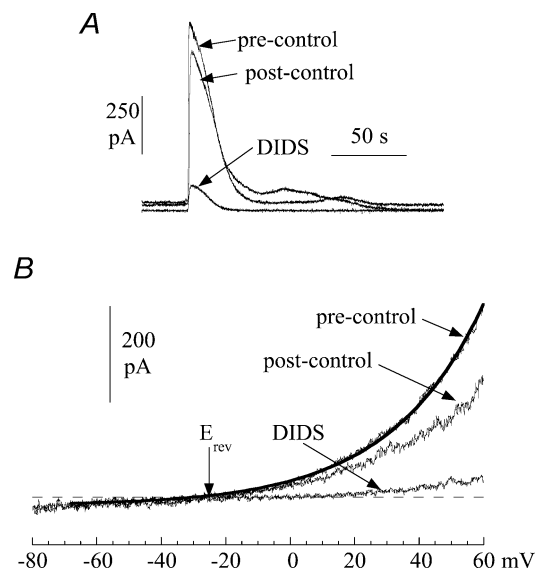 A
pre-control
post-control
250
pA
50 s
DIDS
B
200
pA
pre-control
post-control
E rev
DIDS
-80 -60 -40 -20 0 20 40 60 mV